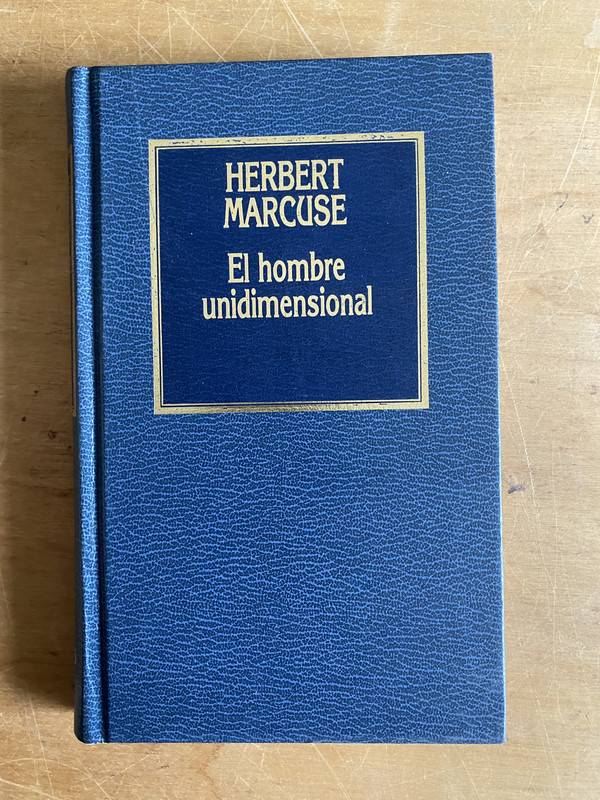 HERBERT
MARCUSE
El hombre
unidimensional